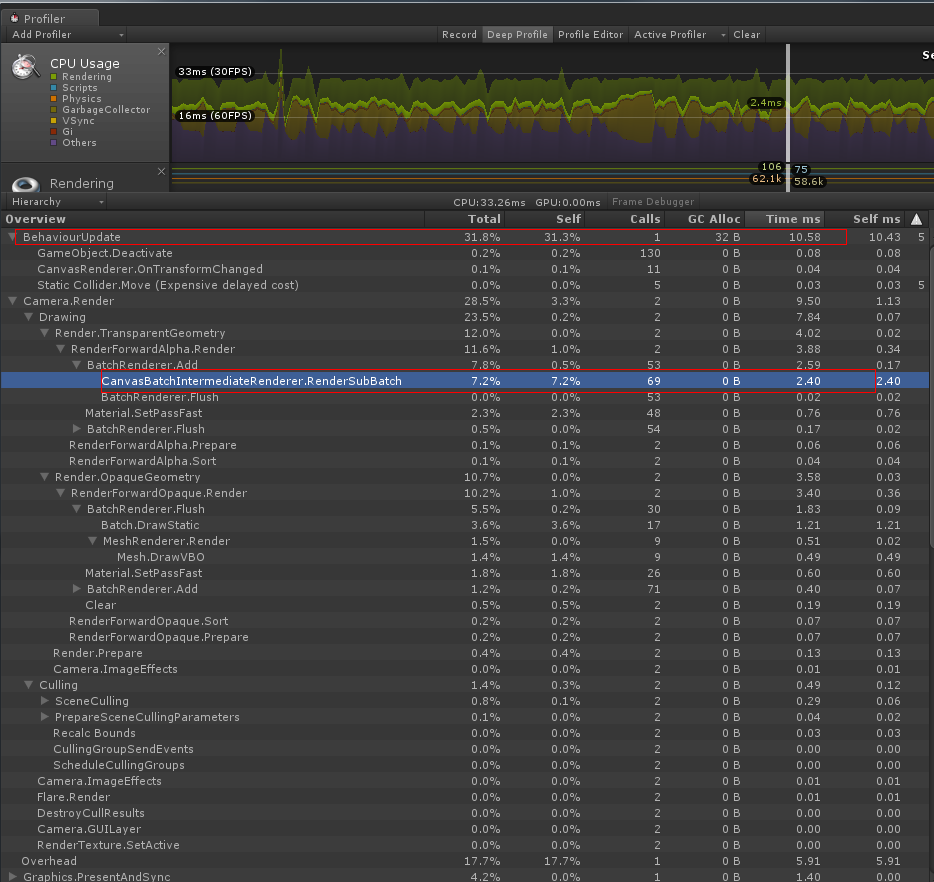 Profiler
Add Profiler Record Deep Profile Profile Editor Active Profiler Clear
CPU Usage
Rendering
Scripts
Physics
GarbageCollector
VSync
Gi
Others
33ms (30FPS)
16ms (60FPS)
Se
2.4ms
Rendering
106 75
62.1k 58.6k
Hierarchy CPU:33.26ms GPU:0.00ms Frame Debugger
Overview Total Self Calls GC Alloc Time ms Self ms
BehaviourUpdate 31.8% 31.3% 1 32 B 10.58 10.43 5
GameObject.Deactivate 0.2% 0.2% 130 0 B 0.08 0.08
CanvasRenderer.OnTransformChanged 0.1% 0.1% 11 0 B 0.04 0.04
Static Collider.Move (Expensive delayed cost) 0.0% 0.0% 5 0 B 0.03 0.03 5
Camera.Render 28.5% 3.3% 2 0 B 9.50 1.13
Drawing 23.5% 0.2% 2 0 B 7.84 0.07
Render.TransparentGeometry 12.0% 0.0% 2 0 B 4.02 0.02
RenderForwardAlpha.Render 11.6% 1.0% 2 0 B 3.88 0.34
BatchRenderer.Add 7.8% 0.5% 53 0 B 2.59 0.17
CanvasBatchIntermediateRenderer.RenderSubBatch 7.2% 7.2% 69 0 B 2.40 2.40
BatchRenderer.Flush 0.0% 0.0% 53 0 B 0.02 0.02
Material.SetPassFast 2.3% 2.3% 48 0 B 0.76 0.76
BatchRenderer.Flush 0.5% 0.0% 54 0 B 0.17 0.02
RenderForwardAlpha.Prepare 0.1% 0.1% 2 0 B 0.06 0.06
RenderForwardAlpha.Sort 0.1% 0.1% 2 0 B 0.04 0.04
Render.OpaqueGeometry 10.7% 0.0% 2 0 B 3.58 0.03
RenderForwardOpaque.Render 10.2% 1.0% 2 0 B 3.40 0.36
BatchRenderer.Flush 5.5% 0.2% 30 0 B 1.83 0.09
Batch.DrawStatic 3.6% 3.6% 17 0 B 1.21 1.21
MeshRenderer.Render 1.5% 0.0% 9 0 B 0.51 0.02
Mesh.DrawVBO 1.4% 1.4% 9 0 B 0.49 0.49
Material.SetPassFast 1.8% 1.8% 26 0 B 0.60 0.60
BatchRenderer.Add 1.2% 0.2% 71 0 B 0.40 0.07
Clear 0.5% 0.5% 2 0 B 0.19 0.19
RenderForwardOpaque.Sort 0.2% 0.2% 2 0 B 0.07 0.07
RenderForwardOpaque.Prepare 0.2% 0.2% 2 0 B 0.07 0.07
Render.Prepare 0.4% 0.4% 2 0 B 0.13 0.13
Camera.ImageEffects 0.0% 0.0% 2 0 B 0.01 0.01
Culling 1.4% 0.3% 2 0 B 0.49 0.12
SceneCulling 0.8% 0.1% 2 0 B 0.29 0.06
PrepareSceneCullingParameters 0.1% 0.0% 2 0 B 0.04 0.02
Recalc Bounds 0.0% 0.0% 2 0 B 0.03 0.03
CullingGroupSendEvents 0.0% 0.0% 2 0 B 0.00 0.00
ScheduleCullingGroups 0.0% 0.0% 2 0 B 0.00 0.00
Camera.ImageEffects 0.0% 0.0% 2 0 B 0.01 0.01
Flare.Render 0.0% 0.0% 2 0 B 0.01 0.01
DestroyCullResults 0.0% 0.0% 2 0 B 0.00 0.00
Camera.GUILayer 0.0% 0.0% 2 0 B 0.00 0.00
RenderTexture.SetActive 0.0% 0.0% 2 0 B 0.00 0.00
Overhead 17.7% 17.7% 1 0 B 5.91 5.91
Graphics.PresentAndSync 4.2% 0.0% 1 0 B 1.40 0.00